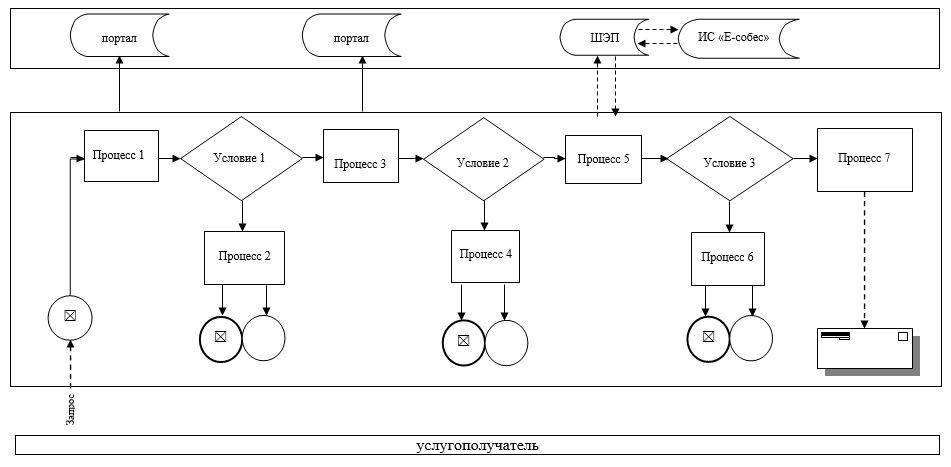 портал
портал
ШЭП
ИС «Е-собес»
Процесс 1
Условие 1
Процесс 3
Условие 2
Процесс 5
Условие 3
Процесс 7
Процесс 2
Процесс 4
Процесс 6
Запрос
услугополучатель